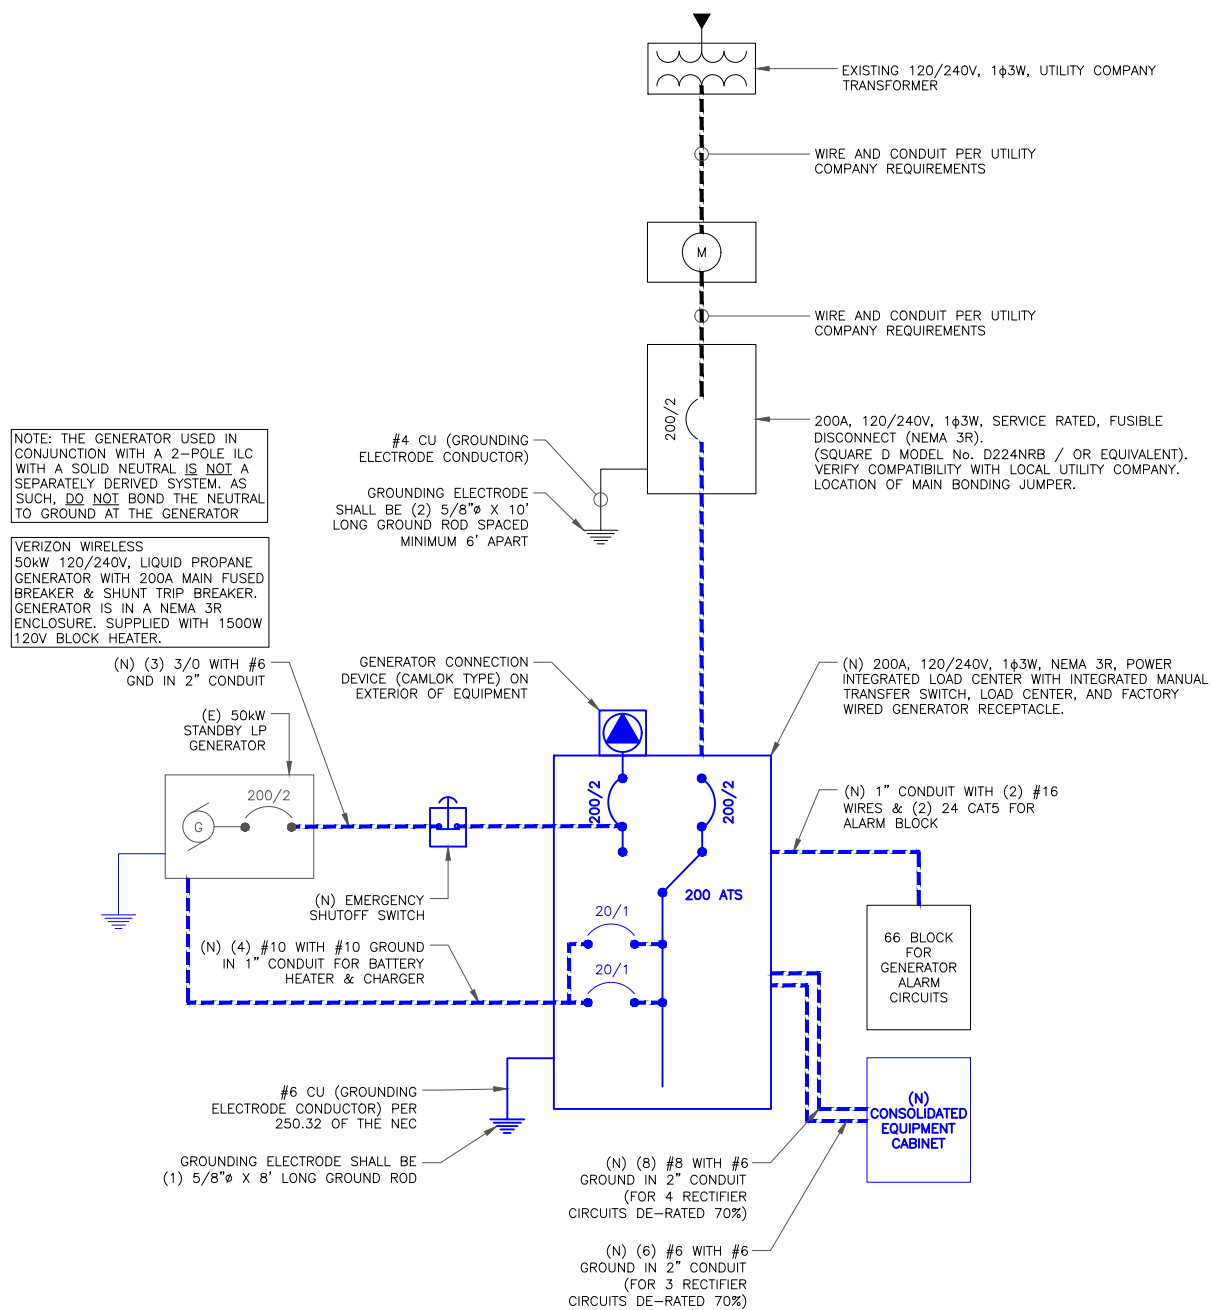 EXISTING 120/240V, 1ϕ3W, UTILITY COMPANY
TRANSFORMER
WIRE AND CONDUIT PER UTILITY
COMPANY REQUIREMENTS
M
WIRE AND CONDUIT PER UTILITY
COMPANY REQUIREMENTS
200/2
200A, 120/240V, 1ϕ3W, SERVICE RATED, FUSIBLE
DISCONNECT (NEMA 3R).
(SQUARE D MODEL No. D224NRB / OR EQUIVALENT).
VERIFY COMPATIBILITY WITH LOCAL UTILITY COMPANY.
LOCATION OF MAIN BONDING JUMPER.
#4 CU (GROUNDING
ELECTRODE CONDUCTOR)
GROUNDING ELECTRODE
SHALL BE (2) 5/8"ø X 10'
LONG GROUND ROD SPACED
MINIMUM 6' APART
NOTE: THE GENERATOR USED IN
CONJUNCTION WITH A 2-POLE ILC
WITH A SOLID NEUTRAL IS NOT A
SEPARATELY DERIVED SYSTEM. AS
SUCH, DO NOT BOND THE NEUTRAL
TO GROUND AT THE GENERATOR
VERIZON WIRELESS
50kW 120/240V, LIQUID PROPANE
GENERATOR WITH 200A MAIN FUSED
BREAKER & SHUNT TRIP BREAKER.
GENERATOR IS IN A NEMA 3R
ENCLOSURE. SUPPLIED WITH 1500W
120V BLOCK HEATER.
(N) (3) 3/0 WITH #6
GND IN 2" CONDUIT
GENERATOR CONNECTION
DEVICE (CAMLOK TYPE) ON
EXTERIOR OF EQUIPMENT
(N) 200A, 120/240V, 1ϕ3W, NEMA 3R, POWER
INTEGRATED LOAD CENTER WITH INTEGRATED MANUAL
TRANSFER SWITCH, LOAD CENTER, AND FACTORY
WIRED GENERATOR RECEPTACLE.
(E) 50kW
STANDBY LP
GENERATOR
200/2
G
200/2
200/2
(N) 1" CONDUIT WITH (2) #16
WIRES & (2) 24 CAT5 FOR
ALARM BLOCK
(N) EMERGENCY
SHUTOFF SWITCH
200 ATS
20/1
20/1
(N) (4) #10 WITH #10 GROUND
IN 1" CONDUIT FOR BATTERY
HEATER & CHARGER
66 BLOCK
FOR
GENERATOR
ALARM
CIRCUITS
#6 CU (GROUNDING
ELECTRODE CONDUCTOR) PER
250.32 OF THE NEC
GROUNDING ELECTRODE SHALL BE
(1) 5/8"ø X 8' LONG GROUND ROD
(N)
CONSOLIDATED
EQUIPMENT
CABINET
(N) (8) #8 WITH #6
GROUND IN 2" CONDUIT
(FOR 4 RECTIFIER
CIRCUITS DE-RATED 70%)
(N) (6) #6 WITH #6
GROUND IN 2" CONDUIT
(FOR 3 RECTIFIER
CIRCUITS DE-RATED 70%)